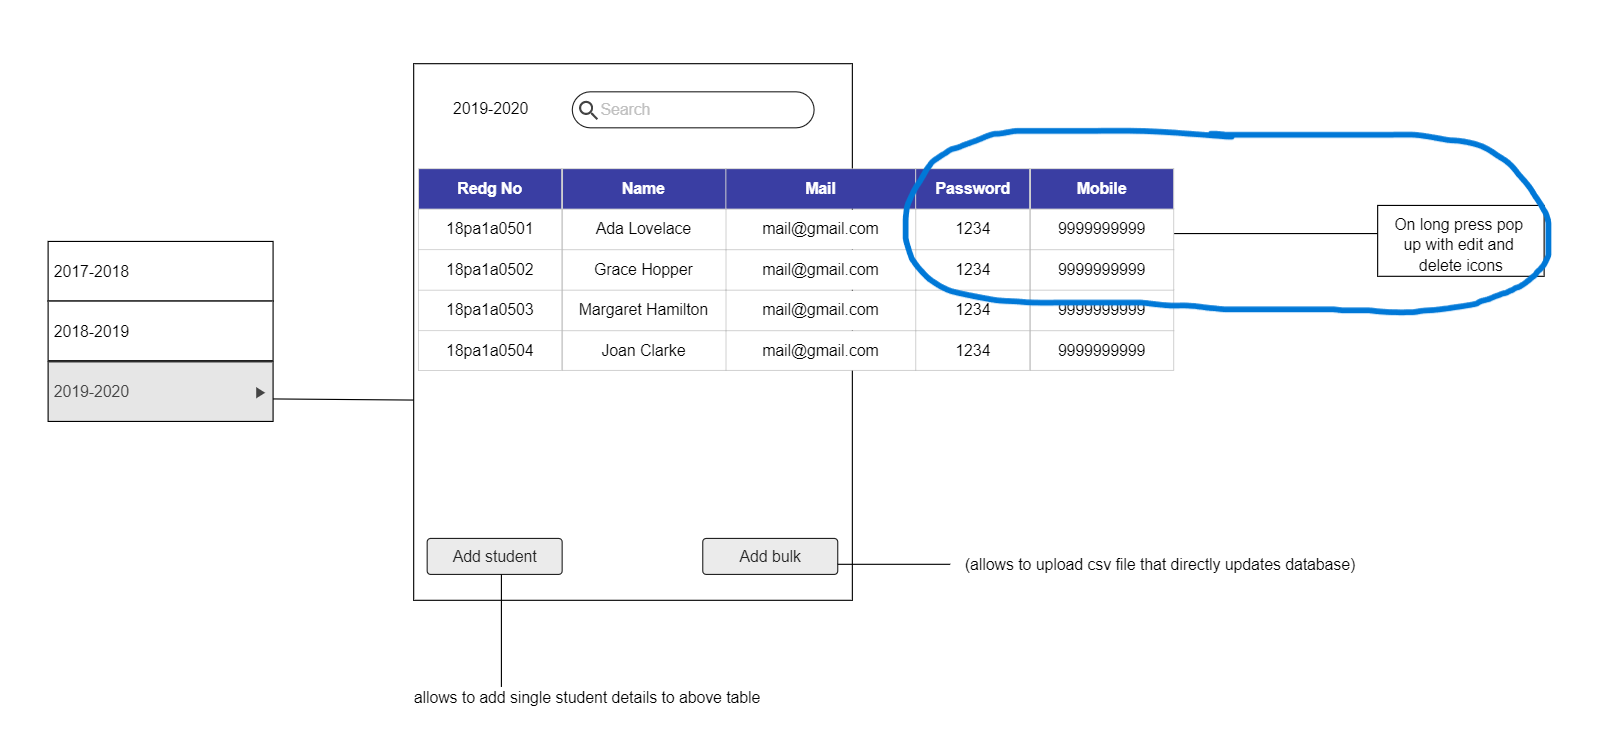 2019-2020
Search
Redg No Name Mail Password Mobile
18pa1a0501 Ada Lovelace mail@gmail.com 1234 9999999999
18pa1a0502 Grace Hopper mail@gmail.com 1234 9999999999
18pa1a0503 Margaret Hamilton mail@gmail.com 1234 9999999999
18pa1a0504 Joan Clarke mail@gmail.com 1234 9999999999
On long press pop
up with edit and
delete icons
2017-2018
2018-2019
2019-2020
Add student
Add bulk
(allows to upload csv file that directly updates database)
allows to add single student details to above table